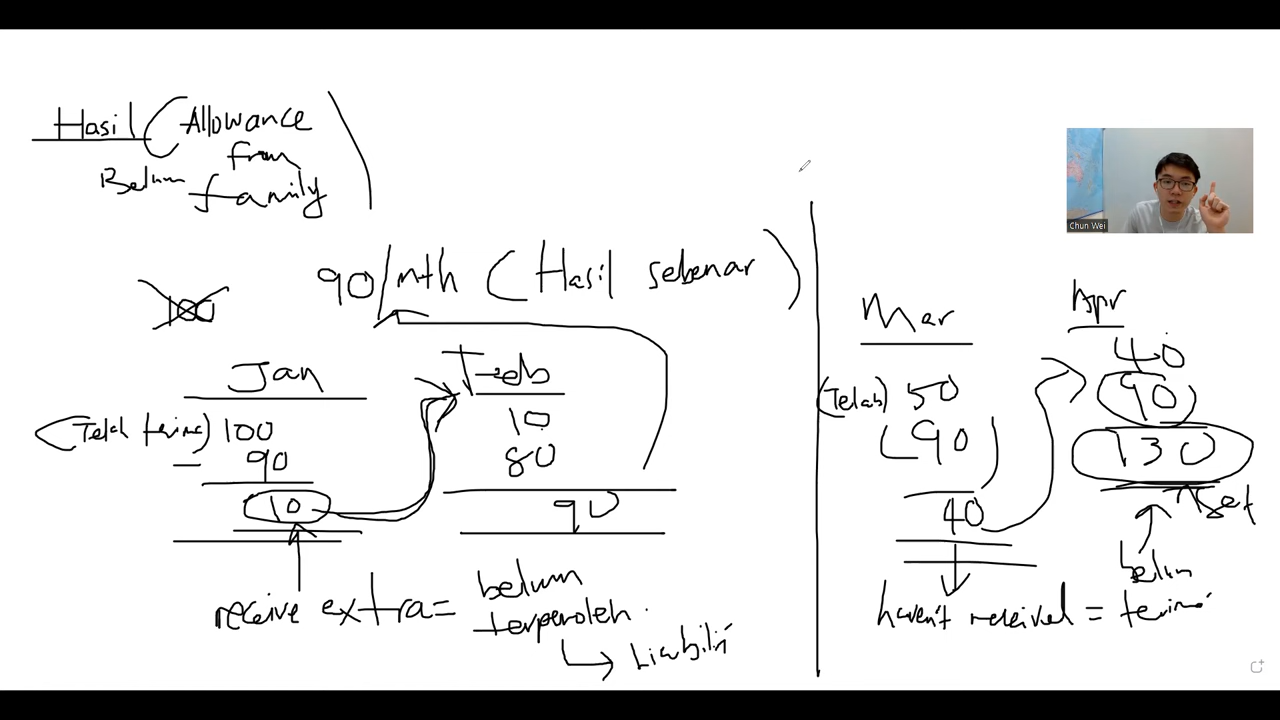 Hasil (Allowance
from
Belum family)
100
90/mth (Hasil sebenar)
Jan
(Telah terima) 100
- 90
10
receive extra = belum
terperoleh.
Liabiliti
Feb
10
80
90
Mar
(Telah) 50
(90)
40
haven't received = belum
terima
Apr
40
90
130
Aset
Chun Wei